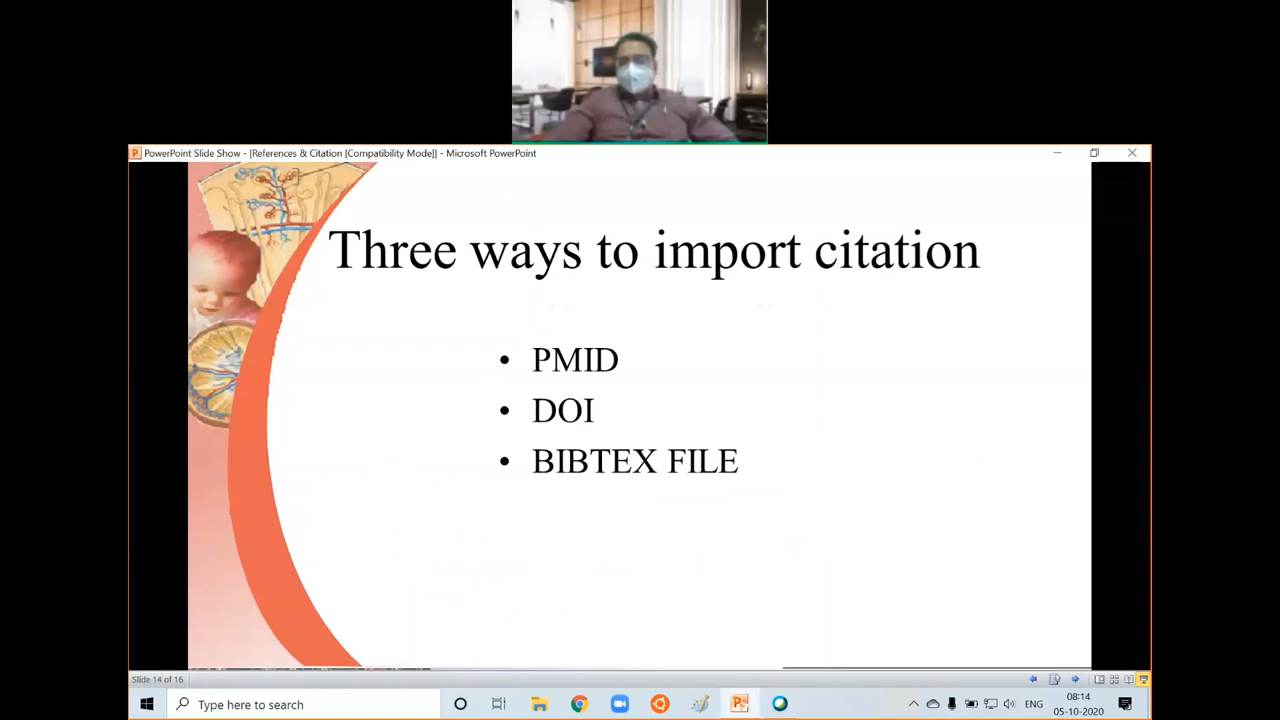 PowerPoint Slide Show - [References & Citation [Compatibility Mode]] - Microsoft PowerPoint
Three ways to import citation
• PMID
• DOI
• BIBTEX FILE
Slide 14 of 16
Type here to search
ENG
08:14
05-10-2020